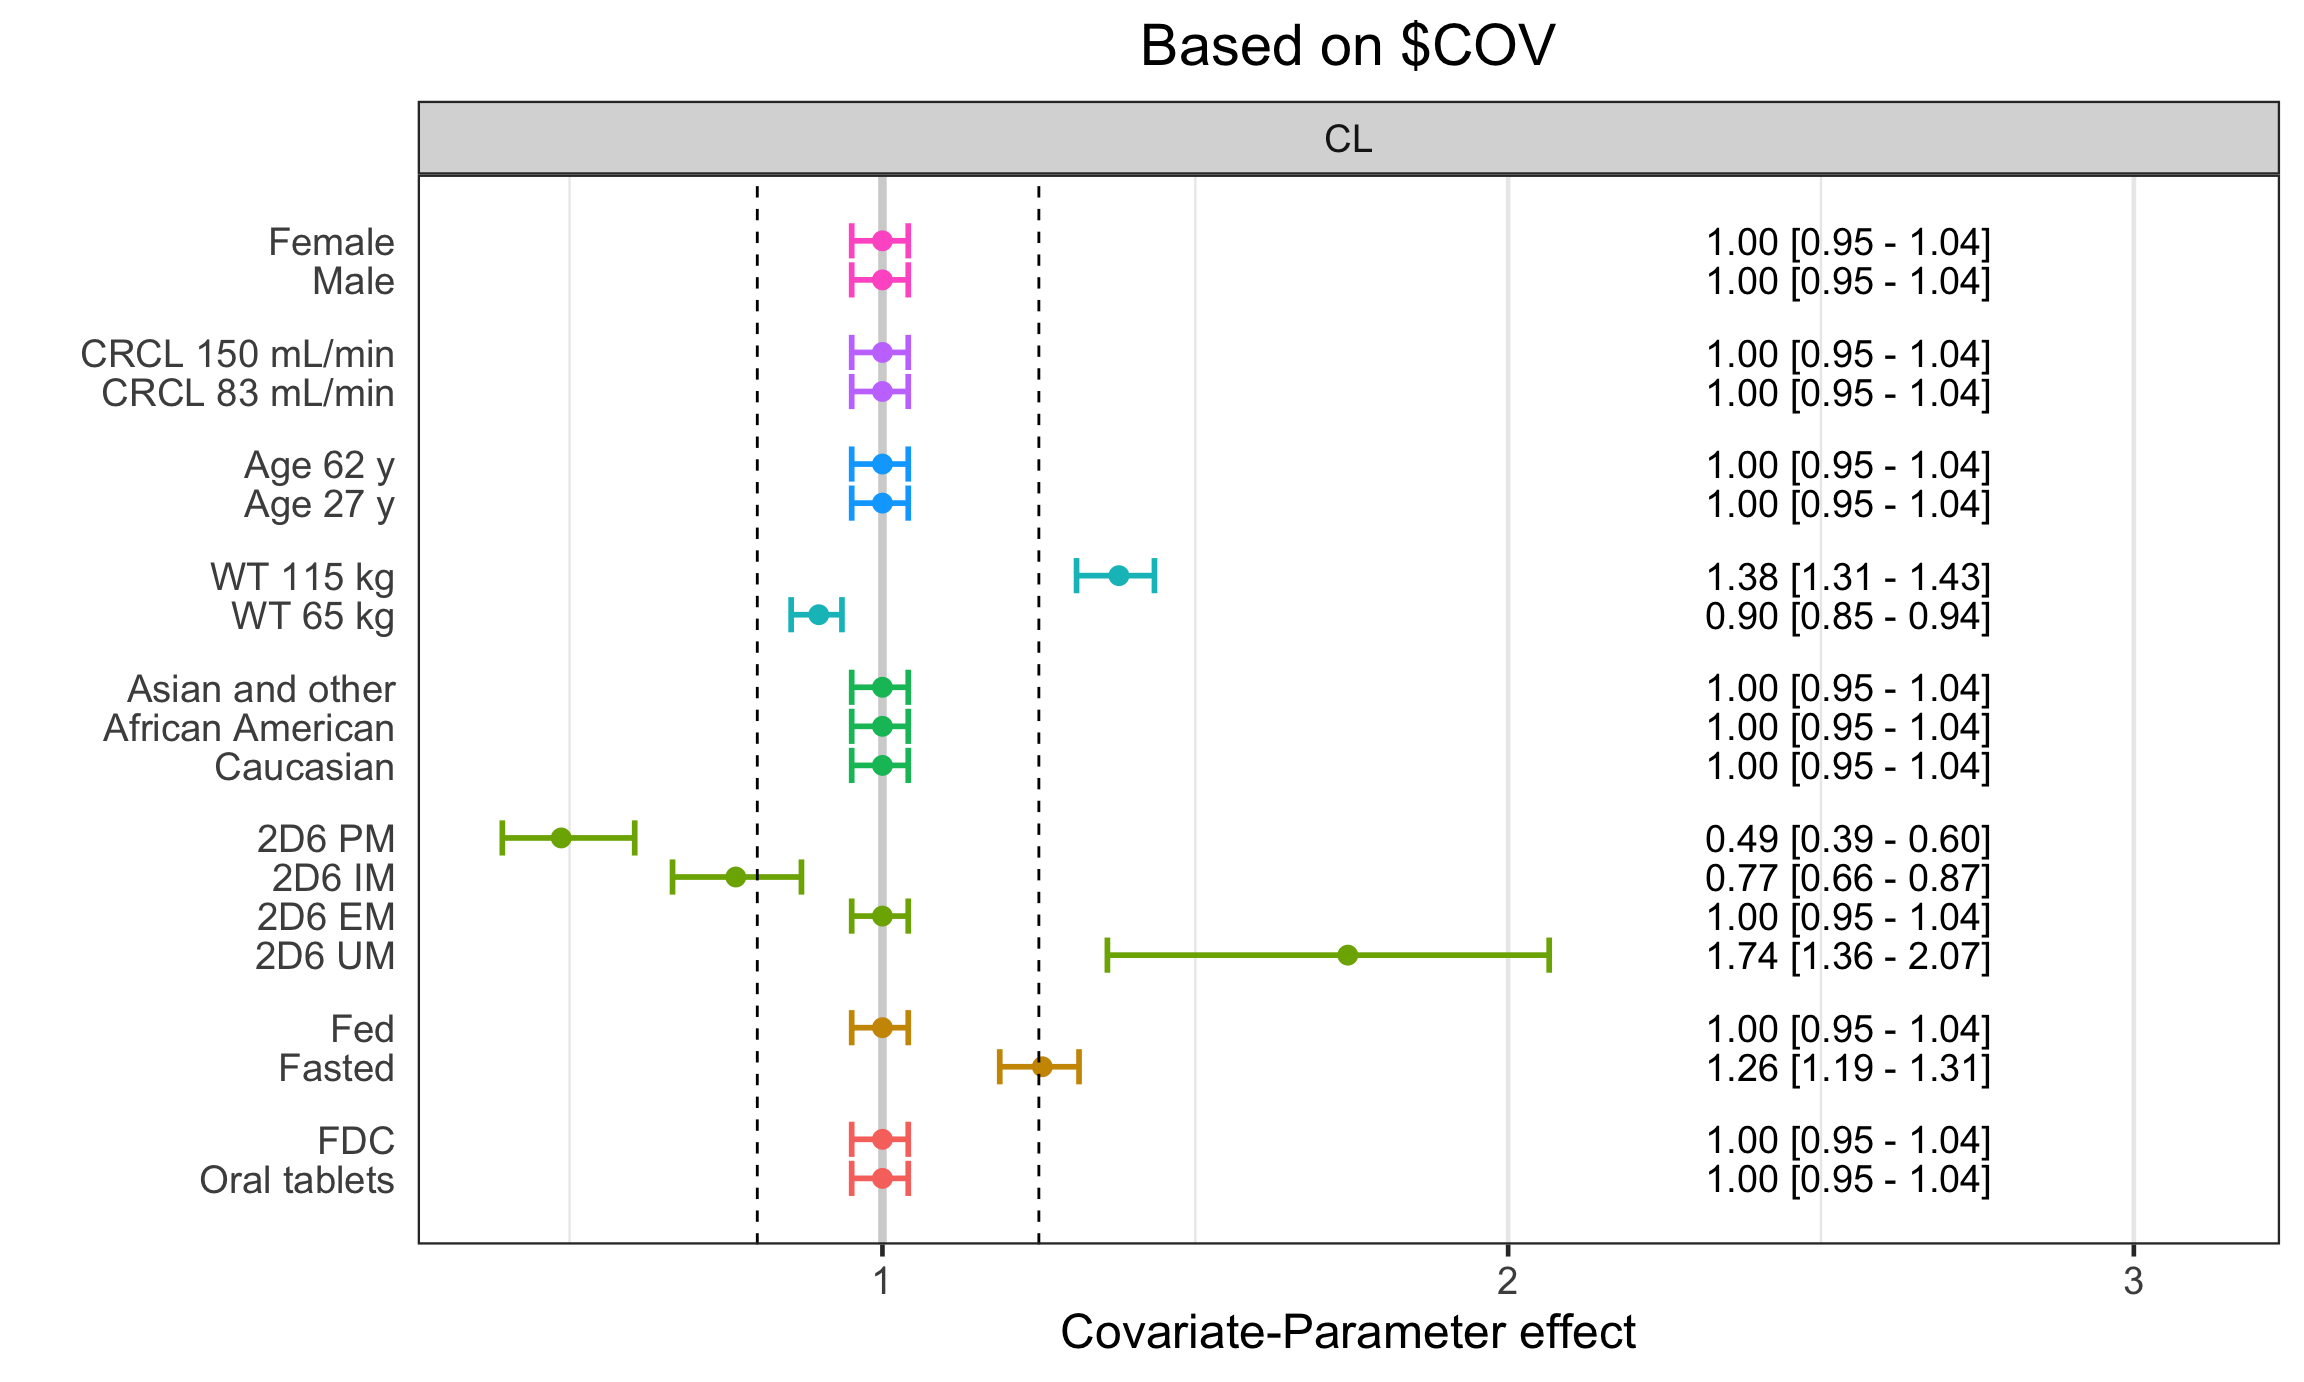 Based on $COV
CL
Female 1.00 [0.95 - 1.04]
Male 1.00 [0.95 - 1.04]
CRCL 150 mL/min 1.00 [0.95 - 1.04]
CRCL 83 mL/min 1.00 [0.95 - 1.04]
Age 62 y 1.00 [0.95 - 1.04]
Age 27 y 1.00 [0.95 - 1.04]
WT 115 kg 1.38 [1.31 - 1.43]
WT 65 kg 0.90 [0.85 - 0.94]
Asian and other 1.00 [0.95 - 1.04]
African American 1.00 [0.95 - 1.04]
Caucasian 1.00 [0.95 - 1.04]
2D6 PM 0.49 [0.39 - 0.60]
2D6 IM 0.77 [0.66 - 0.87]
2D6 EM 1.00 [0.95 - 1.04]
2D6 UM 1.74 [1.36 - 2.07]
Fed 1.00 [0.95 - 1.04]
Fasted 1.26 [1.19 - 1.31]
FDC 1.00 [0.95 - 1.04]
Oral tablets 1.00 [0.95 - 1.04]
1 2 3
Covariate-Parameter effect